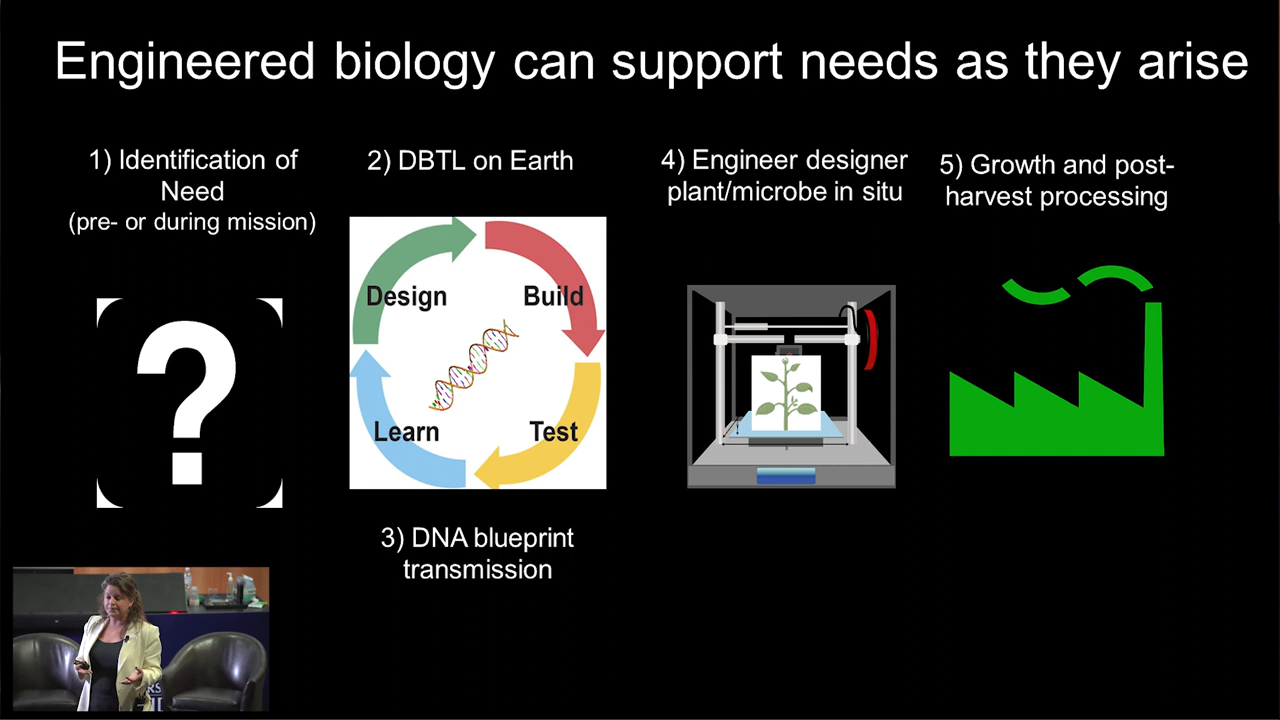 Engineered biology can support needs as they arise
1) Identification of
Need
(pre- or during mission)
2) DBTL on Earth
Design
Build
Learn
Test
3) DNA blueprint
transmission
4) Engineer designer
plant/microbe in situ
5) Growth and post-
harvest processing